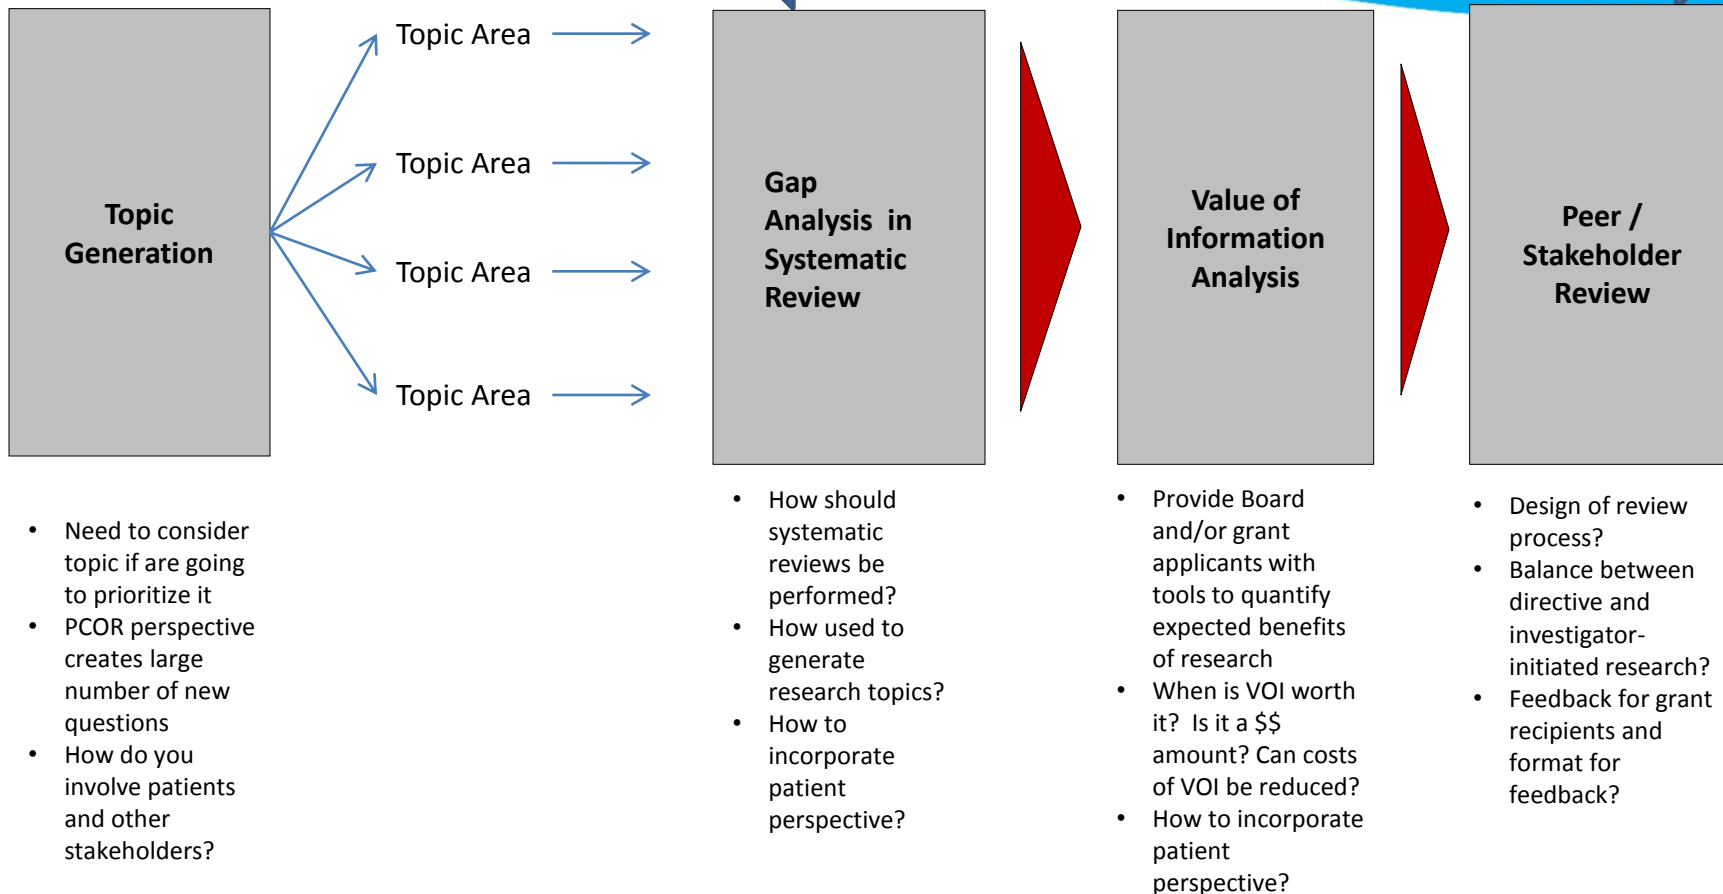 Topic
Generation
Topic Area
Topic Area
Topic Area
Topic Area
Gap
Analysis in
Systematic
Review
Value of
Information
Analysis
Peer /
Stakeholder
Review
• Need to consider
topic if are going
to prioritize it
• PCOR perspective
creates large
number of new
questions
• How do you
involve patients
and other
stakeholders?
• How should
systematic
reviews be
performed?
• How used to
generate
research topics?
• How to
incorporate
patient
perspective?
• Provide Board
and/or grant
applicants with
tools to quantify
expected benefits
of research
• When is VOI worth
it? Is it a $$
amount? Can costs
of VOI be reduced?
• How to incorporate
patient
perspective?
• Design of review
process?
• Balance between
directive and
investigator-
initiated research?
• Feedback for grant
recipients and
format for
feedback?